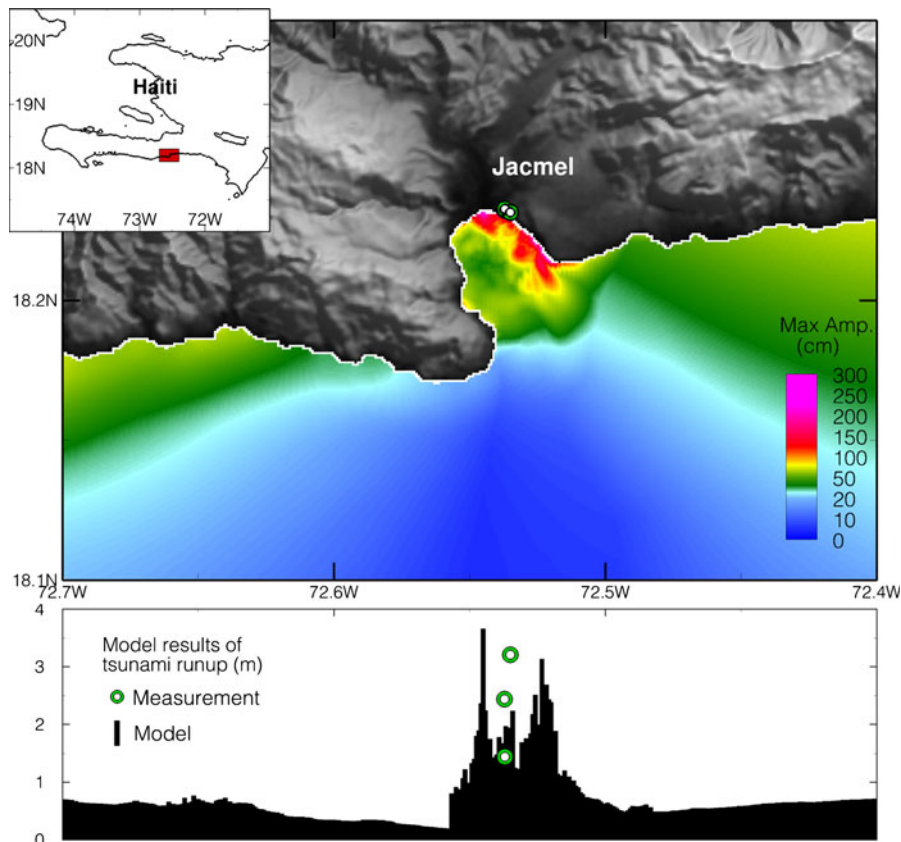 20N
19N
18N
Haiti
74W 73W 72W
Jacmel
18.2N
18.1N
Max Amp.
(cm)
300
250
200
150
100
50
20
10
0
72.7W 72.6W 72.5W 72.4W
4
3
2
1
0
Model results of
tsunami runup (m)
Measurement
Model